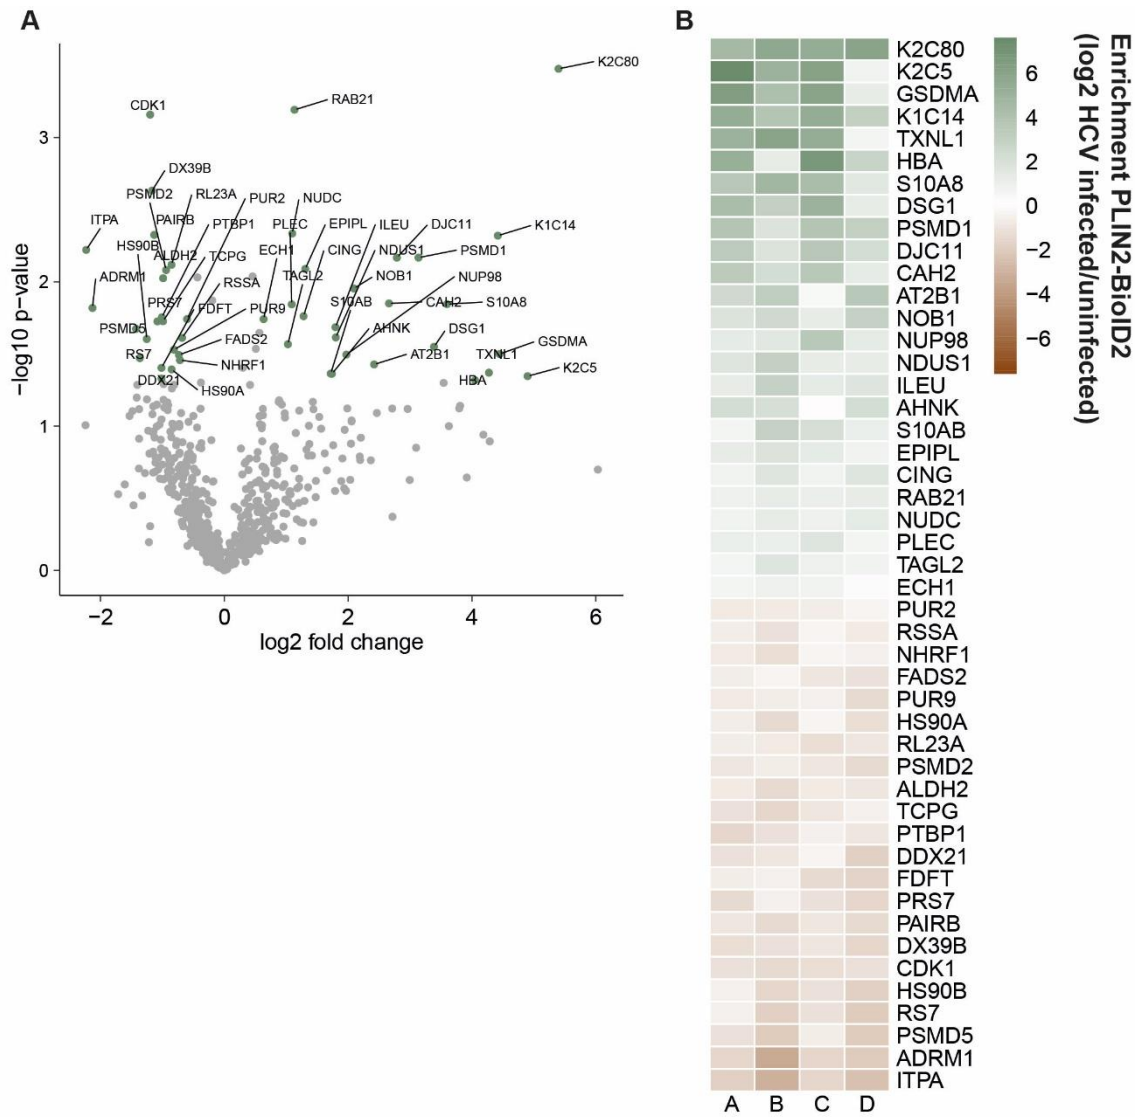 A
K2C80
RAB21
CDK1
DX39B
PSMD2
RL23A
PUR2
NUDC
ITPA
PAIRB
PTBP1
PLEC
EPIPL
ILEU
DJC11
K1C14
HS90B
ALDH2
TCPG
ECH1
CING
NDUS1
PSMD1
ADRM1
RSSA
TAGL2
NOB1
NUP98
PRS7
FDFT
PUR9
S10AB
CAH2
S10A8
PSMD5
FADS2
AHNK
DSG1
GSDMA
RS7
NHRF1
AT2B1
TXNL1
K2C5
DDX21
HS90A
HBA
3
2
1
0
−2
0
2
4
6
log2 fold change
−log10 p-value
B
K2C80
K2C5
GSDMA
K1C14
TXNL1
HBA
S10A8
DSG1
PSMD1
DJC11
CAH2
AT2B1
NOB1
NUP98
NDUS1
ILEU
AHNK
S10AB
EPIPL
CING
RAB21
NUDC
PLEC
TAGL2
ECH1
PUR2
RSSA
NHRF1
FADS2
PUR9
HS90A
RL23A
PSMD2
ALDH2
TCPG
PTBP1
DDX21
FDFT
PRS7
PAIRB
DX39B
CDK1
HS90B
RS7
PSMD5
ADRM1
ITPA
A B C D
6
4
2
0
−2
−4
−6
Enrichment PLIN2-BioID2
(log2 HCV infected/uninfected)